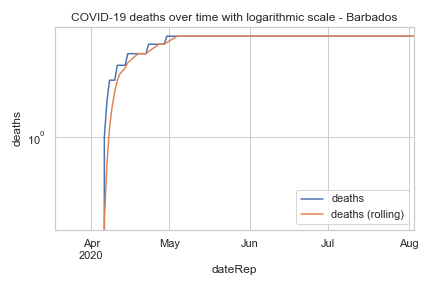 COVID-19 deaths over time with logarithmic scale - Barbados
deaths
10⁰
deaths
deaths (rolling)
Apr
2020
May
Jun
Jul
Aug
dateRep